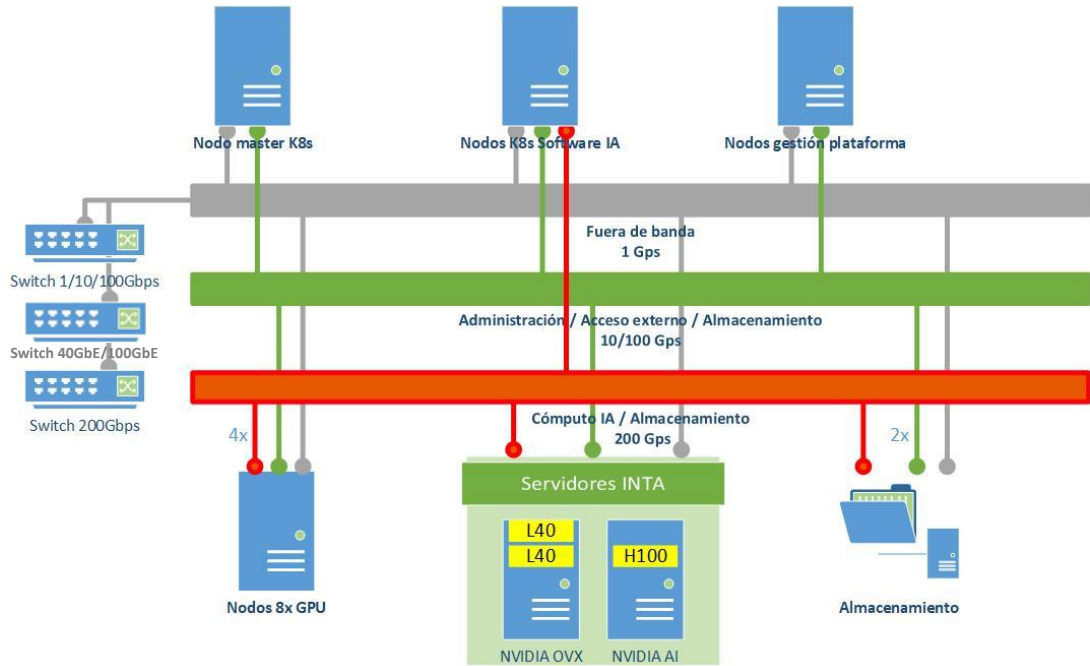 Nodo master K8s
Nodos K8s Software IA
Nodos gestión plataforma
Fuera de banda
1 Gps
Switch 1/10/100Gbps
Administración / Acceso externo / Almacenamiento
10/100 Gps
Switch 40GbE/100GbE
Switch 200Gbps
Cómputo IA / Almacenamiento
200 Gps
4x
2x
Servidores INTA
L40
L40
H100
Nodos 8x GPU
NVIDIA OVX
NVIDIA AI
Almacenamiento